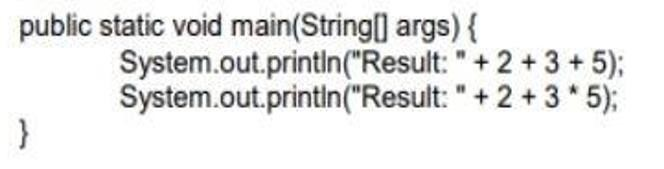 public static void main(String[] args) {
System.out.println("Result: " + 2 + 3 + 5);
System.out.println("Result: " + 2 + 3 * 5);
}